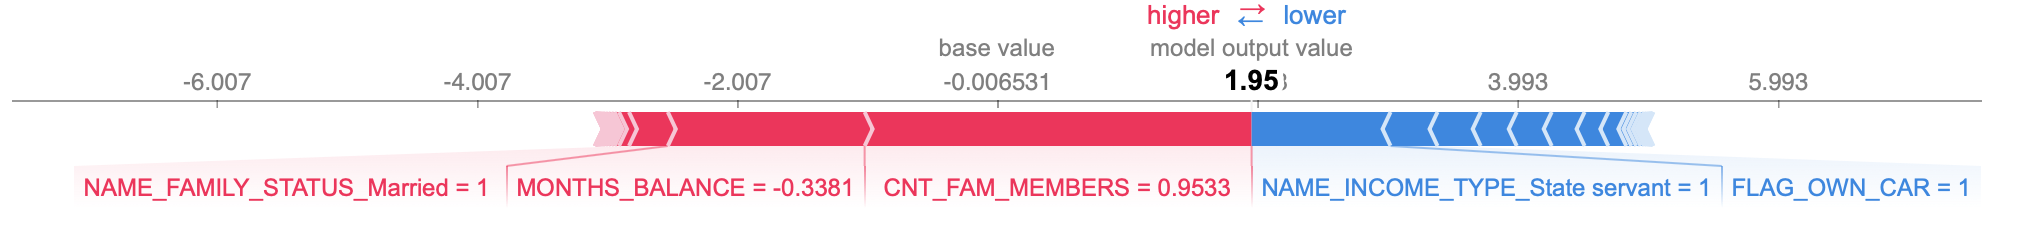 higher ⇄ lower
base value model output value
-6.007 -4.007 -2.007 -0.006531 1.95 3.993 5.993
NAME_FAMILY_STATUS_Married = 1 MONTHS_BALANCE = -0.3381 CNT_FAM_MEMBERS = 0.9533 NAME_INCOME_TYPE_State servant = 1 FLAG_OWN_CAR = 1